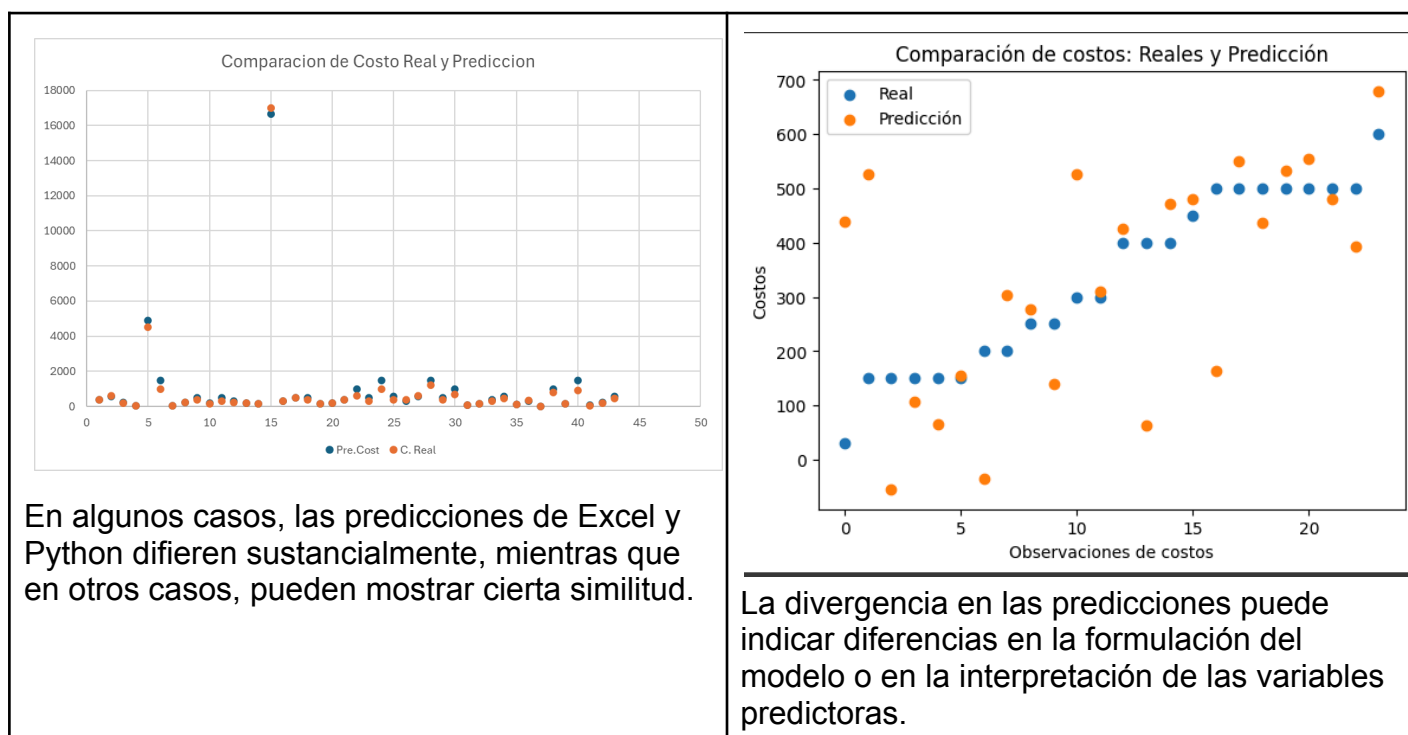 Comparacion de Costo Real y Prediccion
18000
16000
14000
12000
10000
8000
6000
4000
2000
0
0 5 10 15 20 25 30 35 40 45 50
Pre.Cost C. Real
En algunos casos, las predicciones de Excel y
Python difieren sustancialmente, mientras que
en otros casos, pueden mostrar cierta similitud.
Comparación de costos: Reales y Predicción
Real
Predicción
700
600
500
400
300
200
100
0
Costos
0 5 10 15 20
Observaciones de costos
La divergencia en las predicciones puede
indicar diferencias en la formulación del
modelo o en la interpretación de las variables
predictoras.